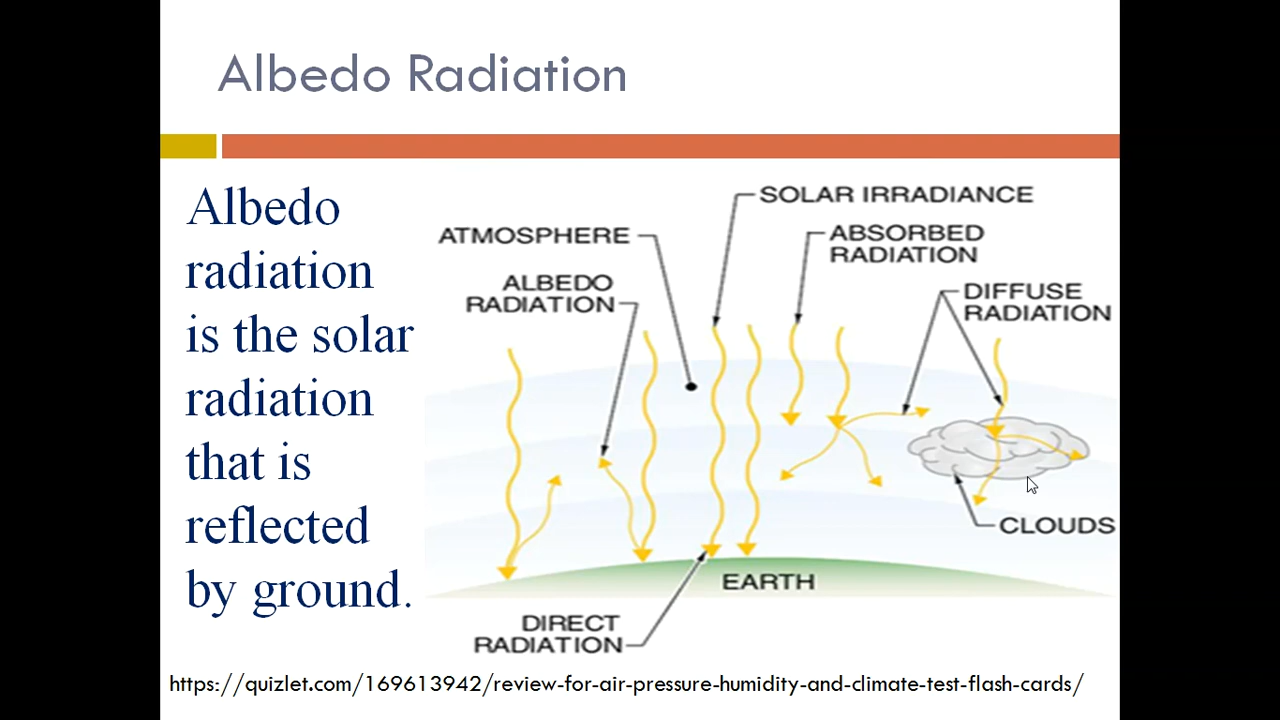 Albedo Radiation
Albedo
radiation
is the solar
radiation
that is
reflected
by ground.
SOLAR IRRADIANCE
ATMOSPHERE
ABSORBED
RADIATION
ALBEDO
RADIATION
DIFFUSE
RADIATION
CLOUDS
EARTH
DIRECT
RADIATION
https://quizlet.com/169613942/review-for-air-pressure-humidity-and-climate-test-flash-cards/